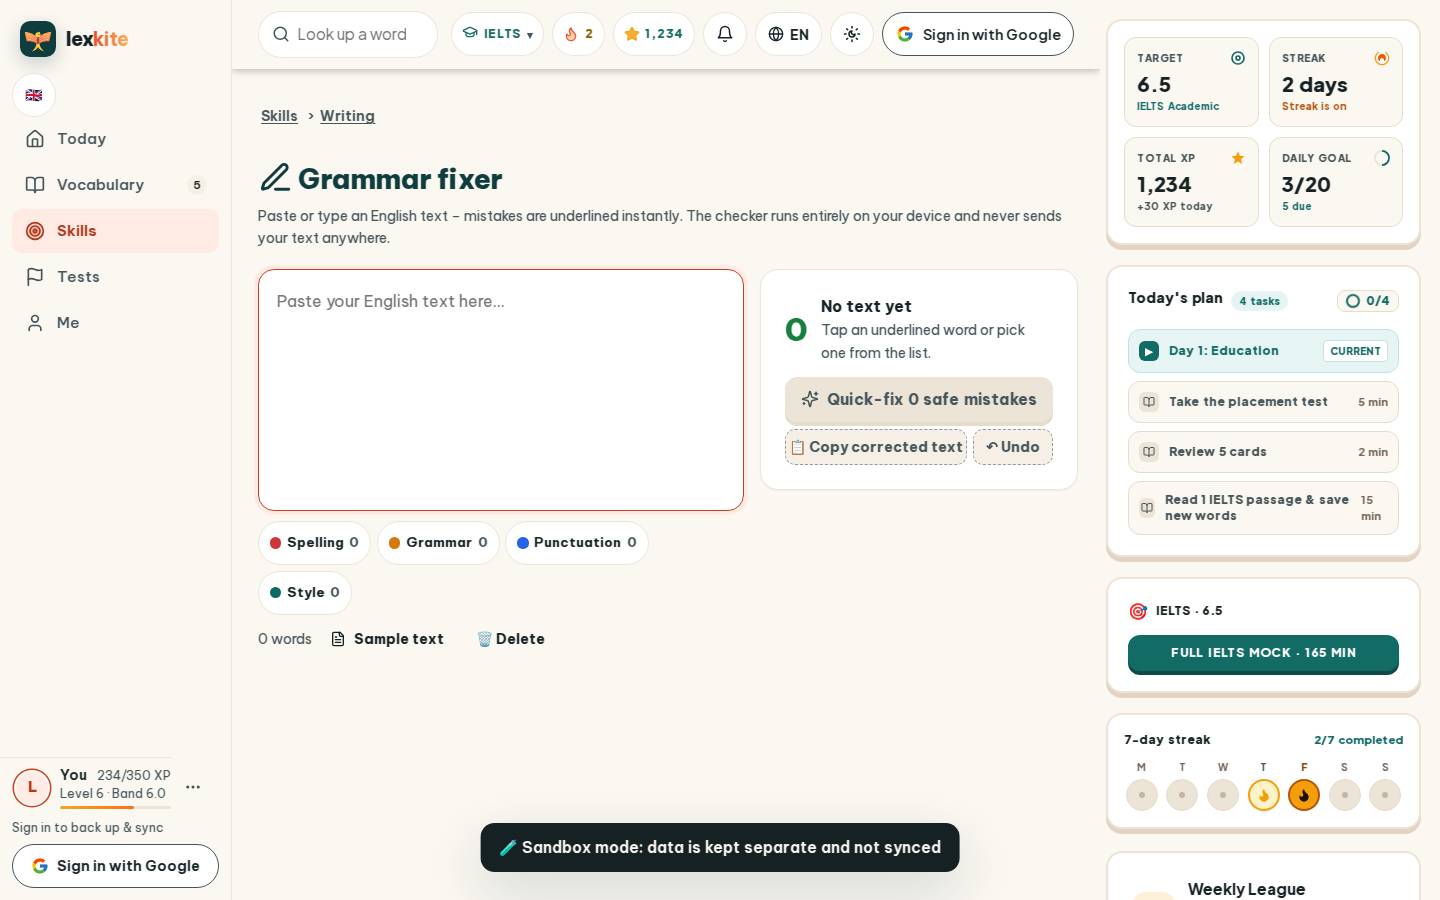 lexkite
Today
Vocabulary 5
Skills
Tests
Me
L
You 234/350 XP
Level 6 · Band 6.0
Sign in to back up & sync
Sign in with Google
Look up a word
IELTS ▾
2
1,234
EN
Sign in with Google
Skills › Writing
Grammar fixer
Paste or type an English text – mistakes are underlined instantly. The checker runs entirely on your device and never sends
your text anywhere.
Paste your English text here...
0
No text yet
Tap an underlined word or pick
one from the list.
Quick-fix 0 safe mistakes
Copy corrected text
↶ Undo
Spelling 0
Grammar 0
Punctuation 0
Style 0
0 words
Sample text
Delete
Sandbox mode: data is kept separate and not synced
TARGET
6.5
IELTS Academic
STREAK
2 days
Streak is on
TOTAL XP
1,234
+30 XP today
DAILY GOAL
3/20
5 due
Today's plan 4 tasks 0/4
Day 1: Education CURRENT
Take the placement test 5 min
Review 5 cards 2 min
Read 1 IELTS passage & save
new words
15
min
IELTS · 6.5
FULL IELTS MOCK · 165 MIN
7-day streak 2/7 completed
M T W T F S S
Weekly League